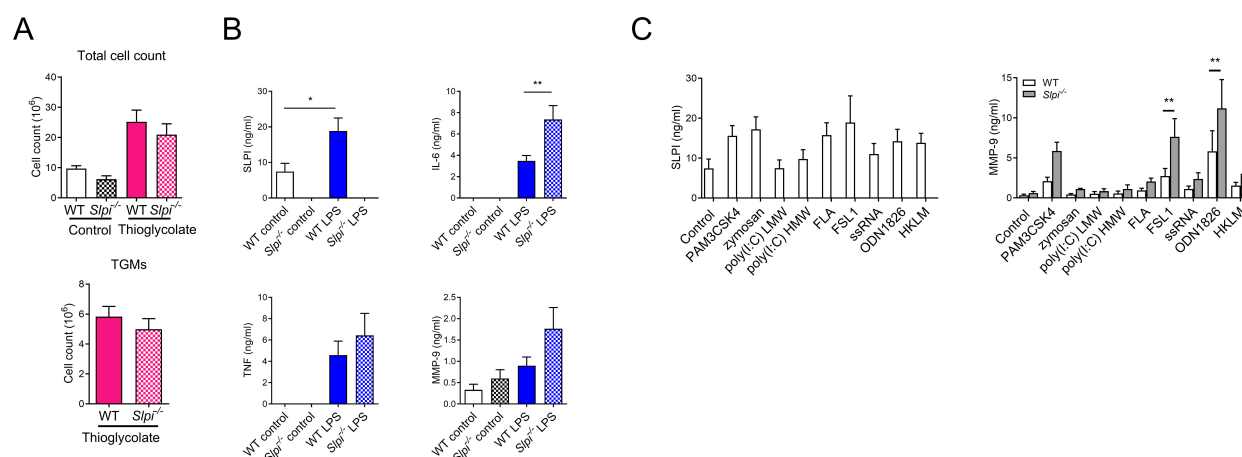 A
Total cell count
Cell count (10⁶)
40
30
20
10
0
WT Slpi⁻/⁻ WT Slpi⁻/⁻
Control Thioglycolate
TGMs
Cell count (10⁶)
8
6
4
2
0
WT Slpi⁻/⁻
Thioglycolate
B
SLPI (ng/ml)
30
20
10
0
*
WT control
Slpi⁻/⁻ control
WT LPS
Slpi⁻/⁻ LPS
IL-6 (ng/ml)
10
8
6
4
2
0
**
WT control
Slpi⁻/⁻ control
WT LPS
Slpi⁻/⁻ LPS
TNF (ng/ml)
10
8
6
4
2
0
WT control
Slpi⁻/⁻ control
WT LPS
Slpi⁻/⁻ LPS
MMP-9 (ng/ml)
2.5
2.0
1.5
1.0
0.5
0.0
WT control
Slpi⁻/⁻ control
WT LPS
Slpi⁻/⁻ LPS
C
SLPI (ng/ml)
30
20
10
0
Control
PAM3CSK4
zymosan
poly(I:C) LMW
poly(I:C) HMW
FLA
FSL1
ssRNA
ODN1826
HKLM
MMP-9 (ng/ml)
15
10
5
0
WT
Slpi⁻/⁻
**
**
Control
PAM3CSK4
zymosan
poly(I:C) LMW
poly(I:C) HMW
FLA
FSL1
ssRNA
ODN1826
HKLM